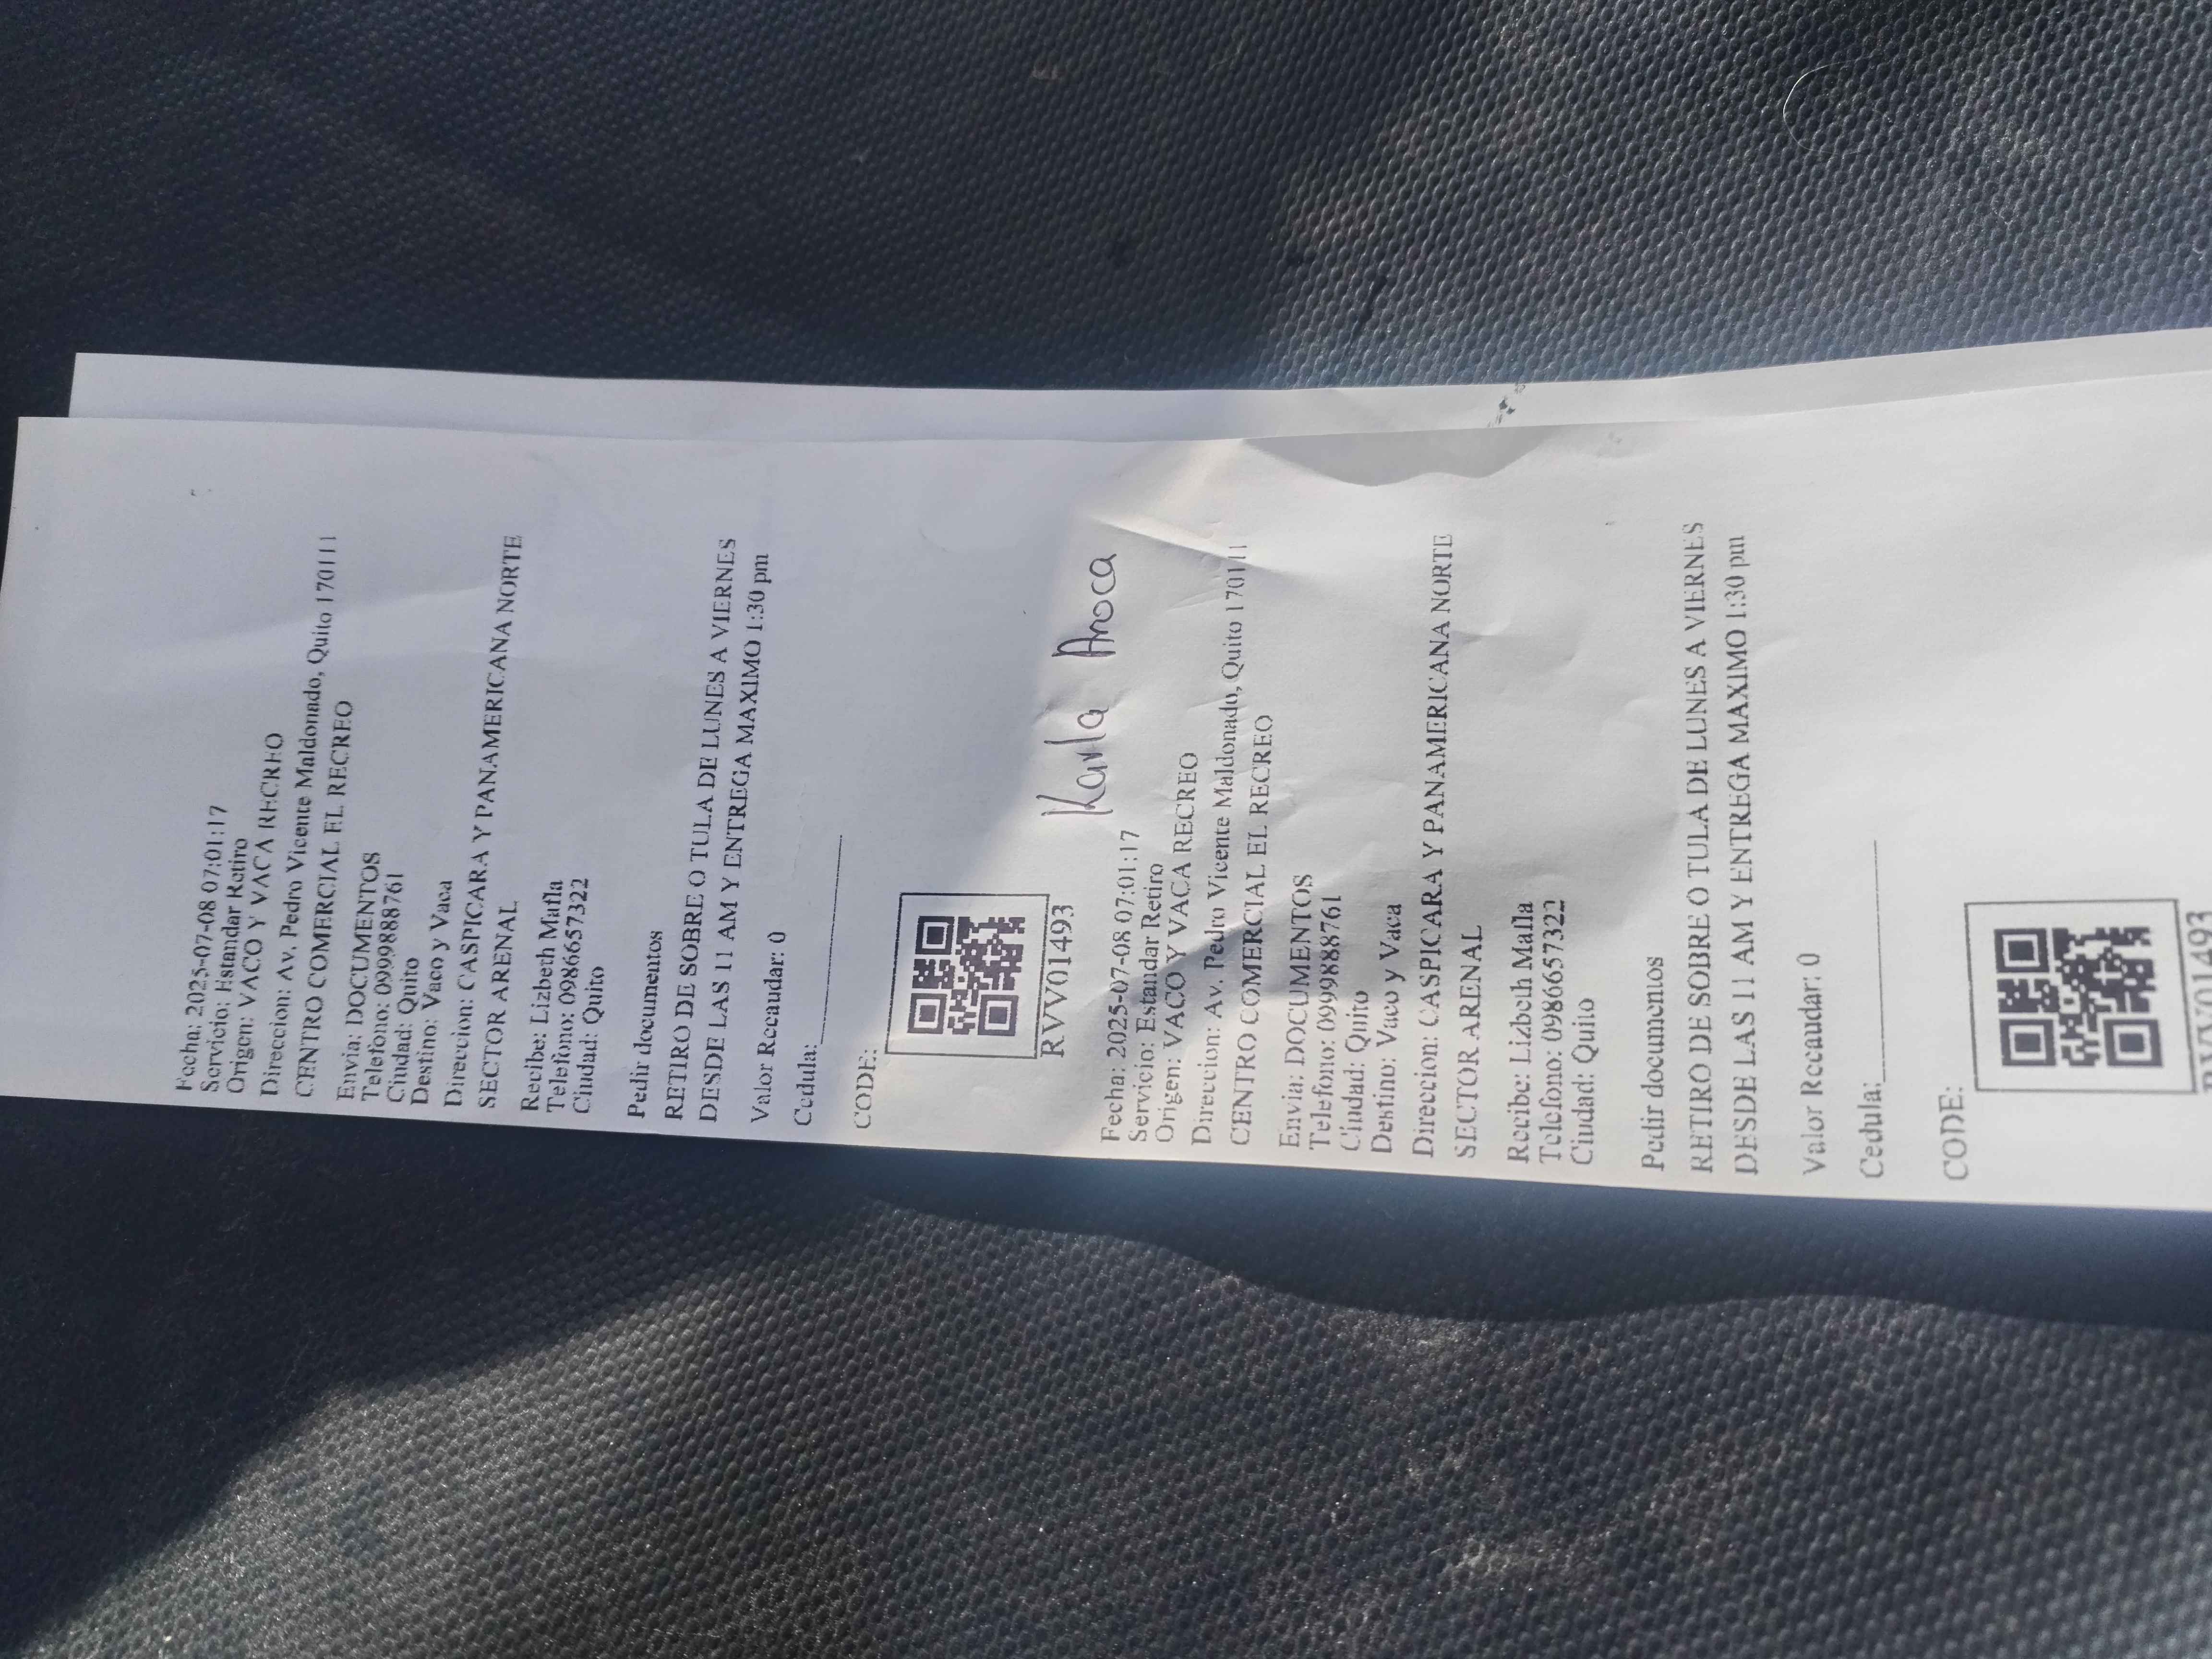 Fecha: 2025-07-08 07:01:17
Servicio: Estandar Retiro
Origen: VACO Y VACA RECREO
Direccion: Av. Pedro Vicente Maldonado, Quito 170111
CENTRO COMERCIAL EL RECREO
Envia: DOCUMENTOS
Telefono: 0999888761
Ciudad: Quito
Destino: Vaco y Vaca
Direccion: CASPICARA Y PANAMERICANA NORTE
SECTOR ARENAL
Recibe: Lizbeth Mafla
Telefono: 0986657322
Ciudad: Quito
Pedir documentos
RETIRO DE SOBRE O TULA DE LUNES A VIERNES
DESDE LAS 11 AM Y ENTREGA MAXIMO 1:30 pm
Valor Recaudar: 0
Cedula:
CODE:
RVV01493
Karla Aroca
Fecha: 2025-07-08 07:01:17
Servicio: Estandar Retiro
Origen: VACO Y VACA RECREO
Direccion: Av. Pedro Vicente Maldonado, Quito 170111
CENTRO COMERCIAL EL RECREO
Envia: DOCUMENTOS
Telefono: 0999888761
Ciudad: Quito
Destino: Vaco y Vaca
Direccion: CASPICARA Y PANAMERICANA NORTE
SECTOR ARENAL
Recibe: Lizbeth Mafla
Telefono: 0986657322
Ciudad: Quito
Pedir documentos
RETIRO DE SOBRE O TULA DE LUNES A VIERNES
DESDE LAS 11 AM Y ENTREGA MAXIMO 1:30 pm
Valor Recaudar: 0
Cedula:
CODE:
RVV01493